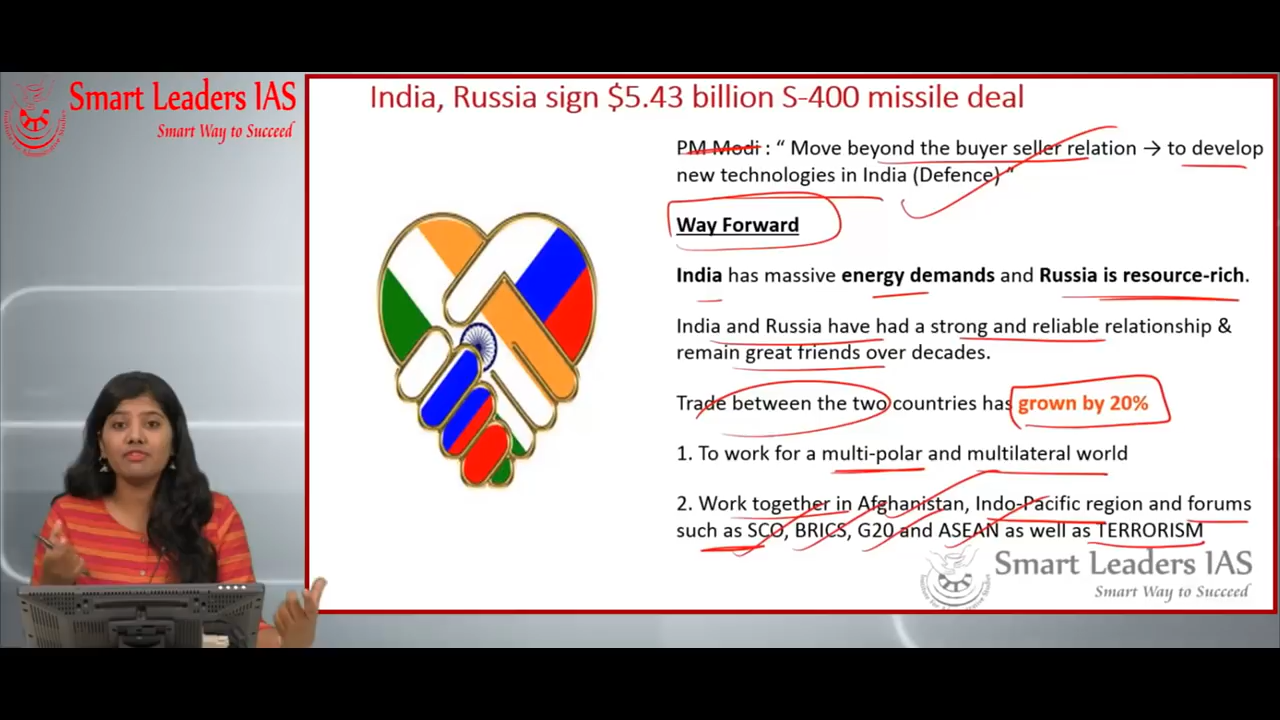 Smart Leaders IAS
Smart Way to Succeed
India, Russia sign $5.43 billion S-400 missile deal
PM Modi : “ Move beyond the buyer seller relation → to develop
new technologies in India (Defence) “
Way Forward
India has massive energy demands and Russia is resource-rich.
India and Russia have had a strong and reliable relationship &
remain great friends over decades.
Trade between the two countries has grown by 20%
1. To work for a multi-polar and multilateral world
2. Work together in Afghanistan, Indo-Pacific region and forums
such as SCO, BRICS, G20 and ASEAN as well as TERRORISM
Smart Leaders IAS
Smart Way to Succeed